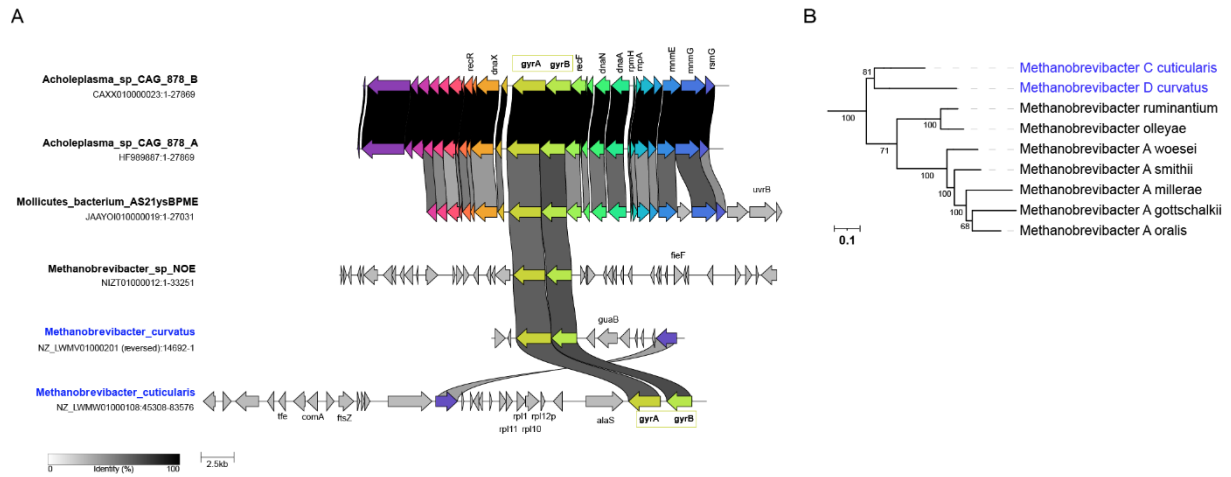 A
B
recR
dnaX
gyrA
gyrB
recF
dnaN
dnaA
rpmH
rnpA
mnmE
mnmG
rsmG
Acholeplasma_sp_CAG_878_B
CAXX010000023:1-27869
Acholeplasma_sp_CAG_878_A
HF989887:1-27869
Mollicutes_bacterium_AS21ysBPME
JAAYOI010000019:1-27031
uvrB
Methanobrevibacter_sp_NOE
NIZT01000012:1-33251
fieF
Methanobrevibacter_curvatus
NZ_LWMV01000201 (reversed):14692-1
guaB
Methanobrevibacter_cuticularis
NZ_LWMW01000108:45308-83576
tfe
comA
ftsZ
rpl1
rpl12p
rpl11
rpl10
alaS
gyrA
gyrB
0
100
Identity (%)
2.5kb
81
Methanobrevibacter C cuticularis
Methanobrevibacter D curvatus
100
Methanobrevibacter ruminantium
100
Methanobrevibacter olleyae
71
Methanobrevibacter A woesei
100
Methanobrevibacter A smithii
Methanobrevibacter A millerae
100
Methanobrevibacter A gottschalkii
68
Methanobrevibacter A oralis
0.1